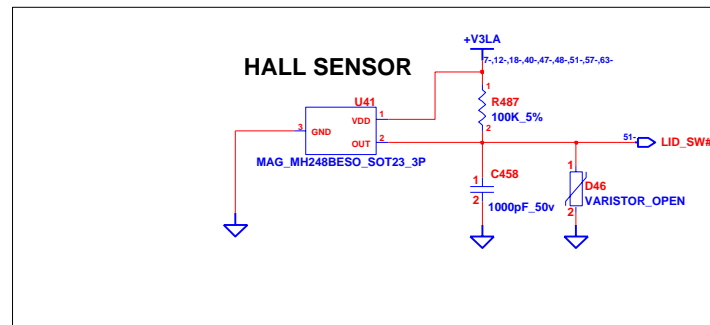 +V3LA
7-,12-,18-,40-,47-,48-,51-,57-,63-
HALL SENSOR
1
R487
100K_5%
2
U41
1
VDD
3
GND
OUT
2
MAG_MH248BESO_SOT23_3P
51-
LID_SW#
C458
1
2
1000pF_50v
1
D46
VARISTOR_OPEN
2